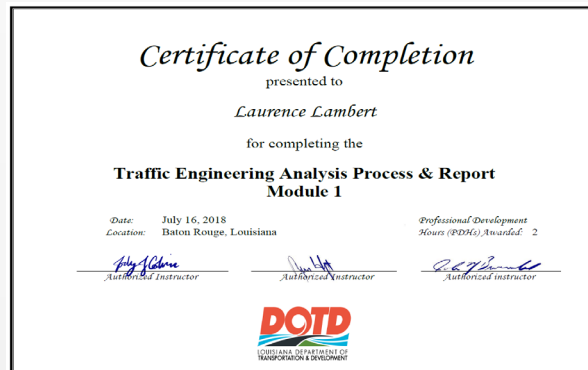 Certificate of Completion
presented to
Laurence Lambert
for completing the
Traffic Engineering Analysis Process & Report
Module 1
Date: July 16, 2018
Location: Baton Rouge, Louisiana
Professional Development
Hours (PDHs) Awarded: 2
Authorized Instructor
Authorized Instructor
Authorized instructor
DOTD
LOUISIANA DEPARTMENT OF
TRANSPORTATION & DEVELOPMENT